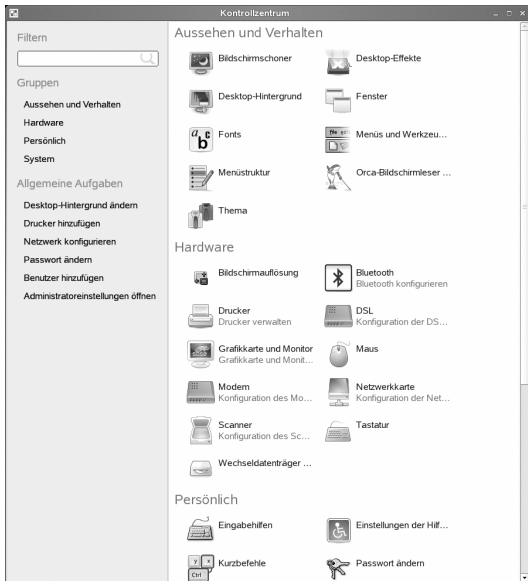 Kontrollzentrum
Filtern
Gruppen
Aussehen und Verhalten
Hardware
Persönlich
System
Allgemeine Aufgaben
Desktop-Hintergrund ändern
Drucker hinzufügen
Netzwerk konfigurieren
Passwort ändern
Benutzer hinzufügen
Administratoreinstellungen öffnen
Aussehen und Verhalten
Bildschirmschoner
Desktop-Effekte
Desktop-Hintergrund
Fenster
Fonts
Menüs und Werkzeu...
Menüstruktur
Orca-Bildschirmleser ...
Thema
Hardware
Bildschirmauflösung
Bluetooth
Bluetooth konfigurieren
Drucker
Drucker verwalten
DSL
Konfiguration der DS...
Grafikkarte und Monitor
Grafikkarte und Monit...
Maus
Modem
Konfiguration des Mo...
Netzwerkkarte
Konfiguration der Net...
Scanner
Konfiguration des Sc...
Tastatur
Wechseldatenträger ...
Persönlich
Eingabehilfen
Einstellungen der Hilf...
Kurzbefehle
Passwort ändern